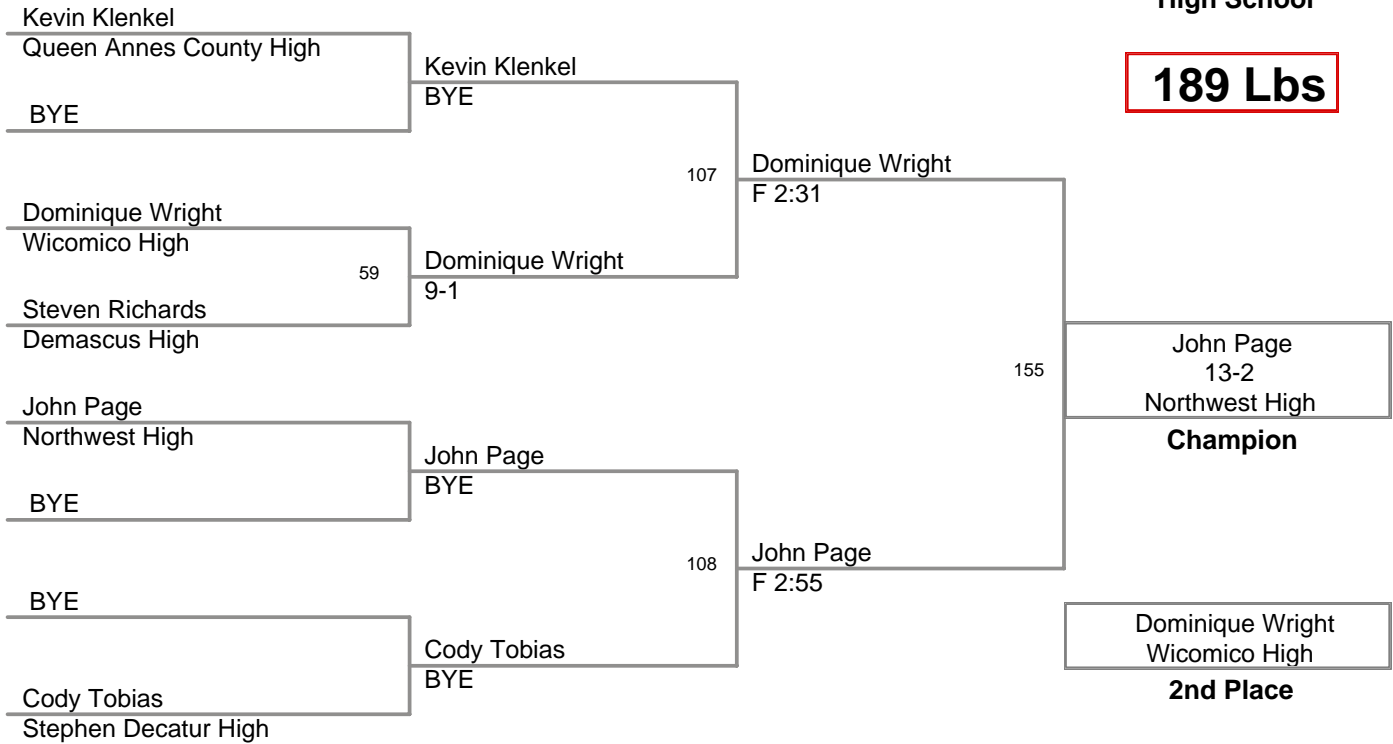 High School
189 Lbs
Kevin Klenkel
Queen Annes County High
BYE
Dominique Wright
Wicomico High
59
Steven Richards
Demascus High
John Page
Northwest High
BYE
BYE
Cody Tobias
Stephen Decatur High
Kevin Klenkel
BYE
107
Dominique Wright
9-1
John Page
BYE
108
Cody Tobias
BYE
Dominique Wright
F 2:31
155
John Page
F 2:55
John Page
13-2
Northwest High
Champion
Dominique Wright
Wicomico High
2nd Place